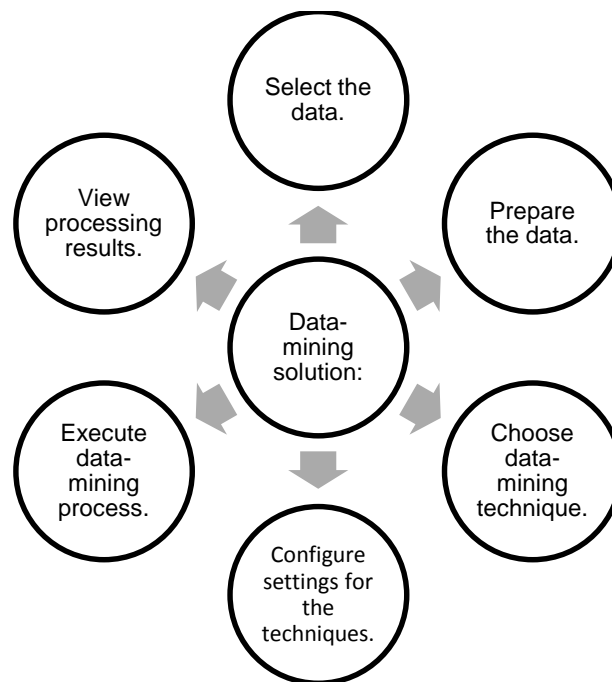 Select the
data.
Prepare
the data.
Choose
data-
mining
technique.
Configure
settings for
the
techniques.
Execute
data-
mining
process.
View
processing
results.
Data-
mining
solution: